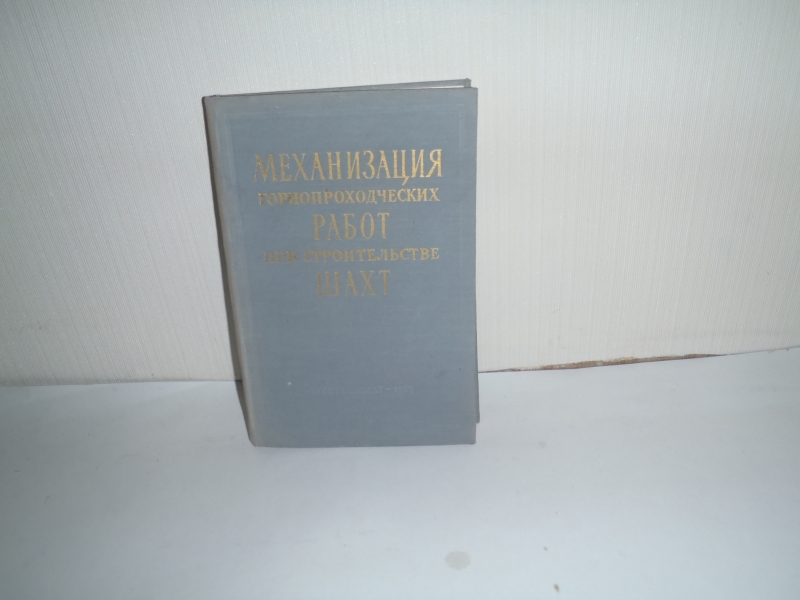 МЕХАНИЗАЦИЯ
ГОРНОПРОХОДЧЕСКИХ
РАБОТ
ПРИ СТРОИТЕЛЬСТВЕ
ШАХТ